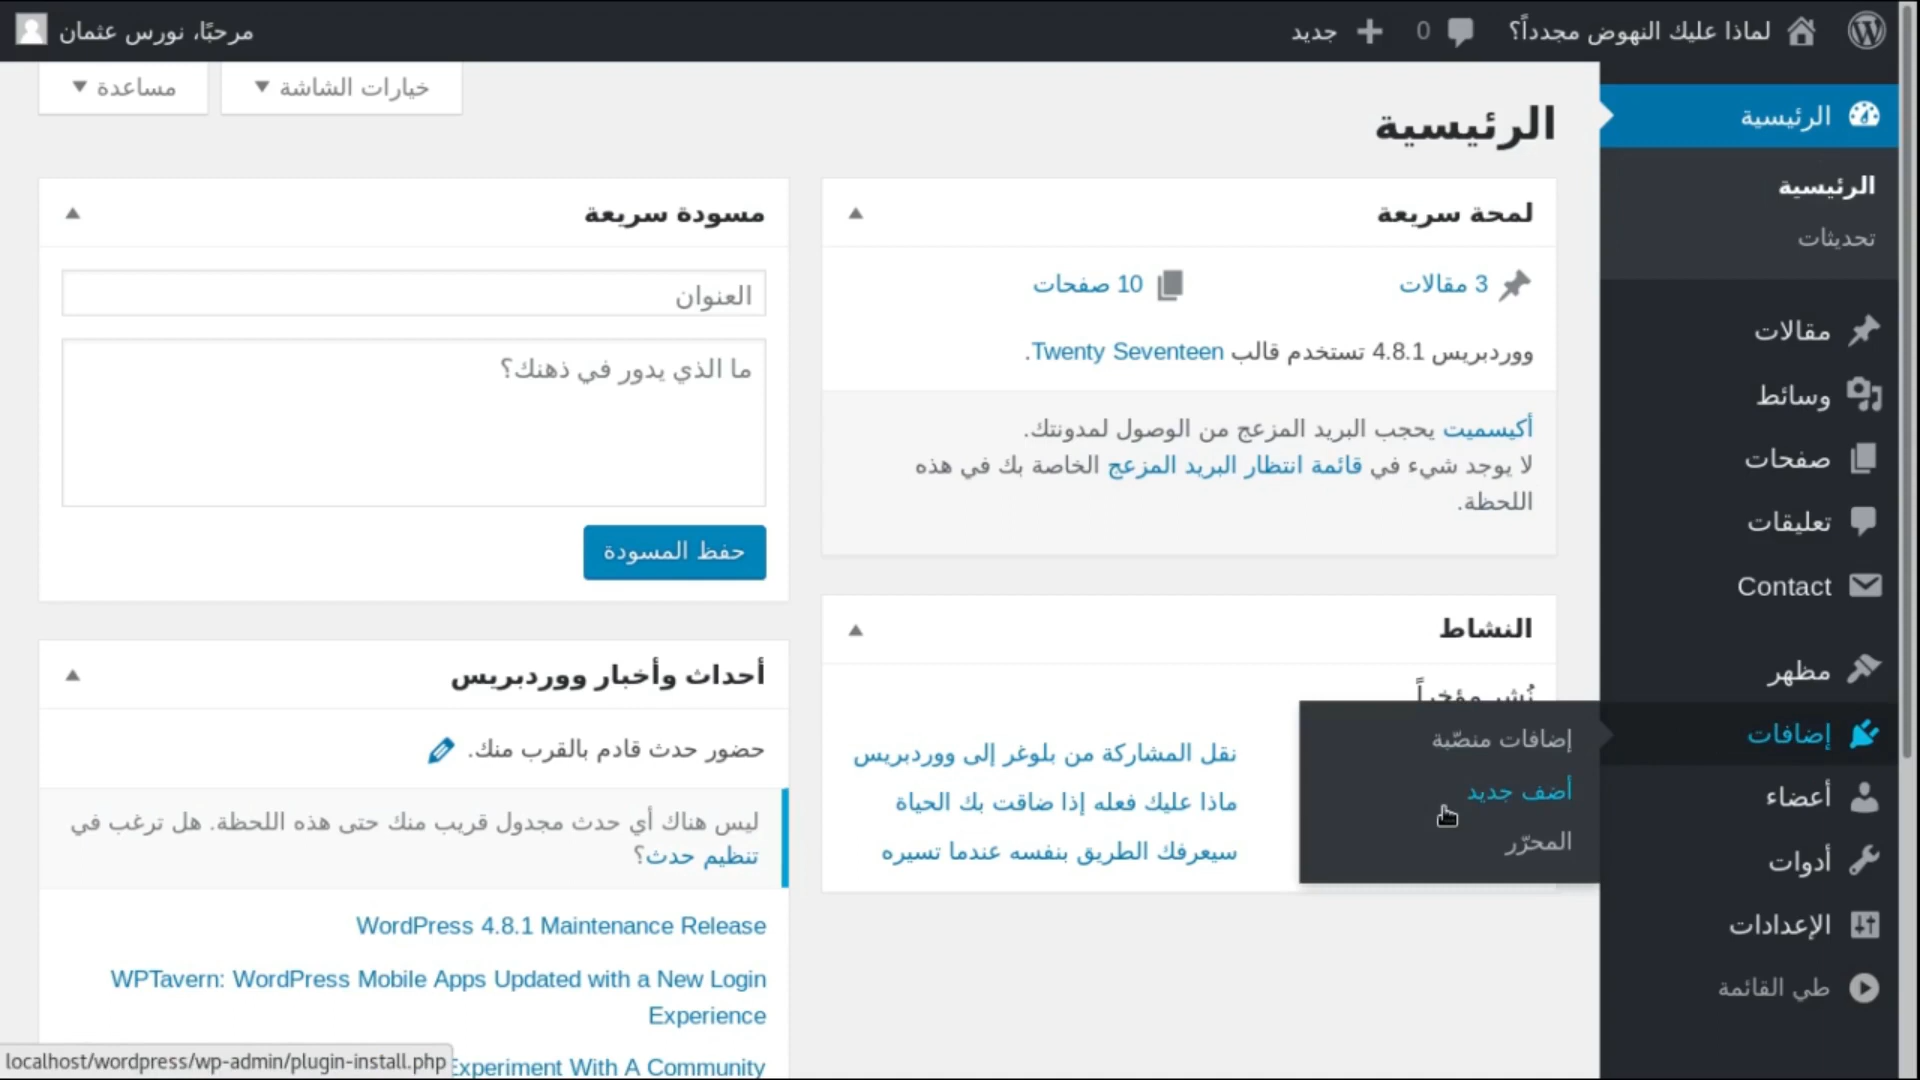 لماذا عليك النهوض مجدداً؟
0
جديد
مرحبًا، نورس عثمان
الرئيسية
الرئيسية
تحديثات
مقالات
وسائط
صفحات
تعليقات
Contact
مظهر
إضافات
أعضاء
أدوات
الإعدادات
طي القائمة
إضافات منصّبة
أضف جديد
المحرّر
خيارات الشاشة
مساعدة
الرئيسية
لمحة سريعة
3 مقالات
10 صفحات
ووردبريس 4.8.1 تستخدم قالب Twenty Seventeen.
أكيسميت يحجب البريد المزعج من الوصول لمدونتك.
لا يوجد شيء في قائمة انتظار البريد المزعج الخاصة بك في هذه
اللحظة.
النشاط
نُشر مؤخراً
نقل المشاركة من بلوغر إلى ووردبريس
ماذا عليك فعله إذا ضاقت بك الحياة
سيعرفك الطريق بنفسه عندما تسيره
مسودة سريعة
العنوان
ما الذي يدور في ذهنك؟
حفظ المسودة
أحداث وأخبار ووردبريس
حضور حدث قادم بالقرب منك.
ليس هناك أي حدث مجدول قريب منك حتى هذه اللحظة. هل ترغب في
تنظيم حدث؟
WordPress 4.8.1 Maintenance Release
WPTavern: WordPress Mobile Apps Updated with a New Login
Experience
Experiment With A Community
localhost/wordpress/wp-admin/plugin-install.php